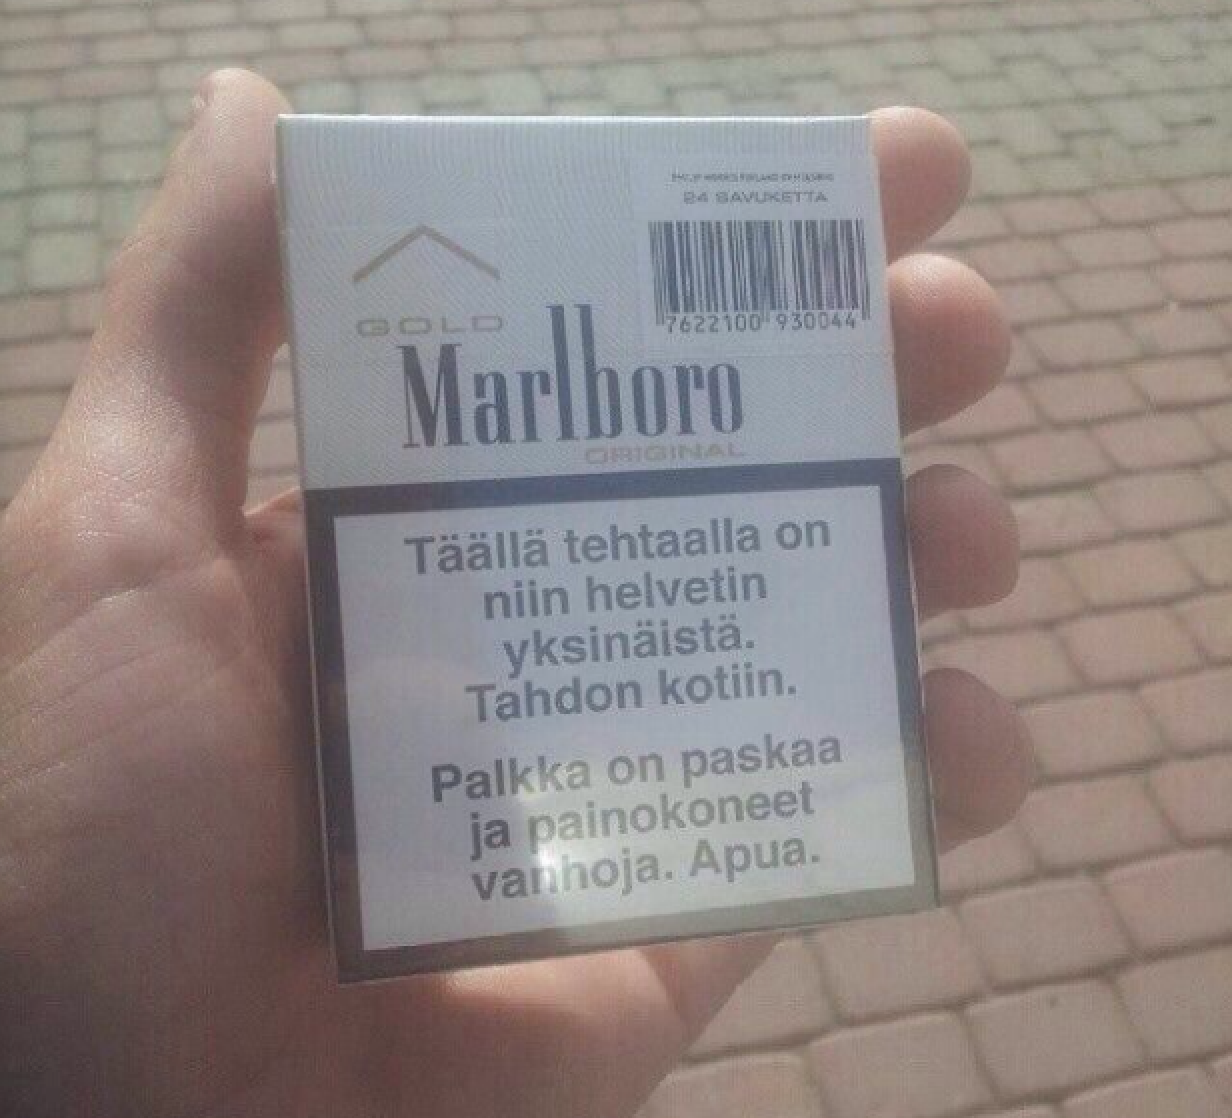 24 SAVUKETTA
7622100 930044
GOLD
Marlboro
ORIGINAL
Täällä tehtaalla on
niin helvetin
yksinäistä.
Tahdon kotiin.
Palkka on paskaa
ja painokoneet
vanhoja. Apua.